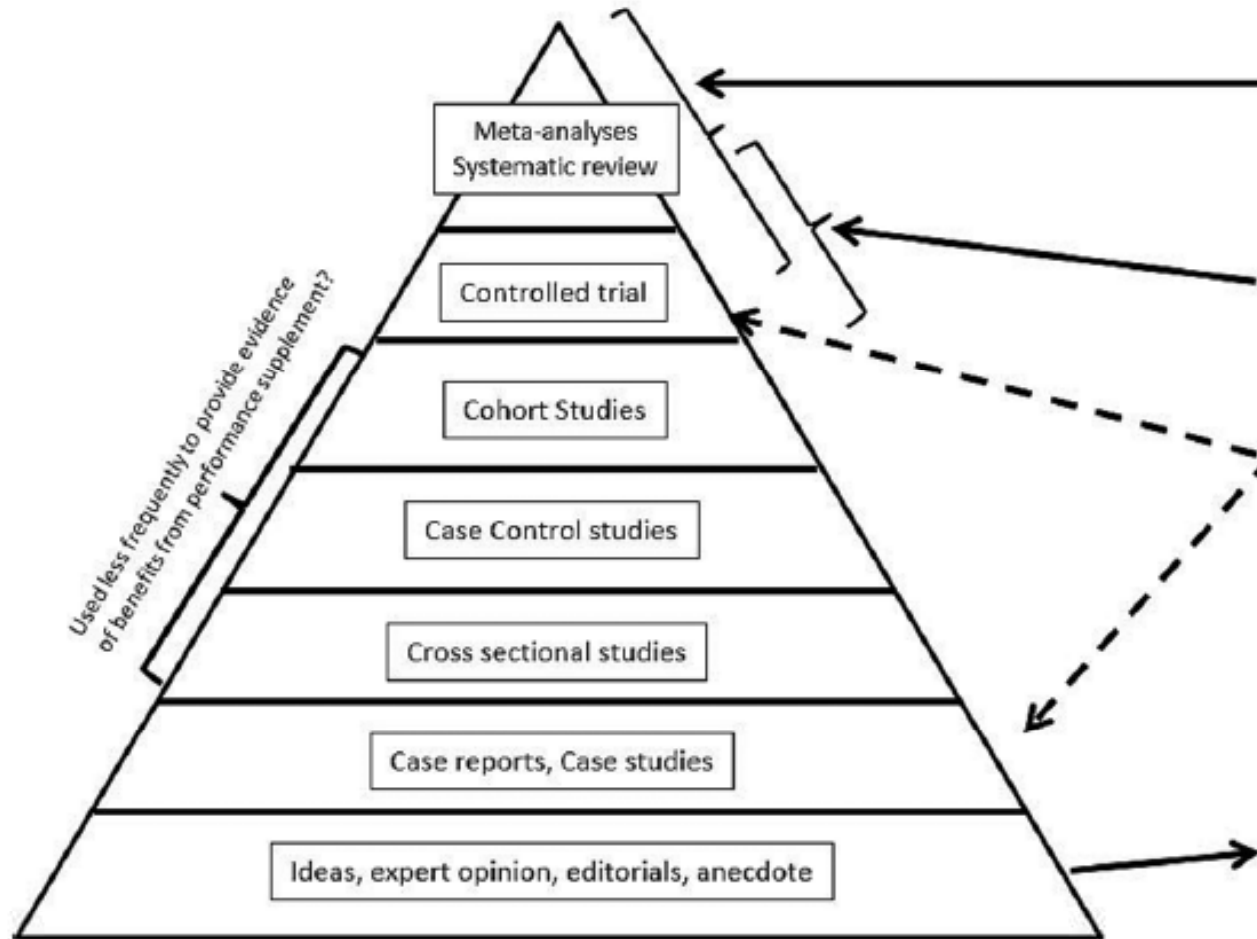 Meta-analyses
Systematic review
Controlled trial
Used less frequently to provide evidence
of benefits from performance supplement?
Cohort Studies
Case Control studies
Cross sectional studies
Case reports, Case studies
Ideas, expert opinion, editorials, anecdote